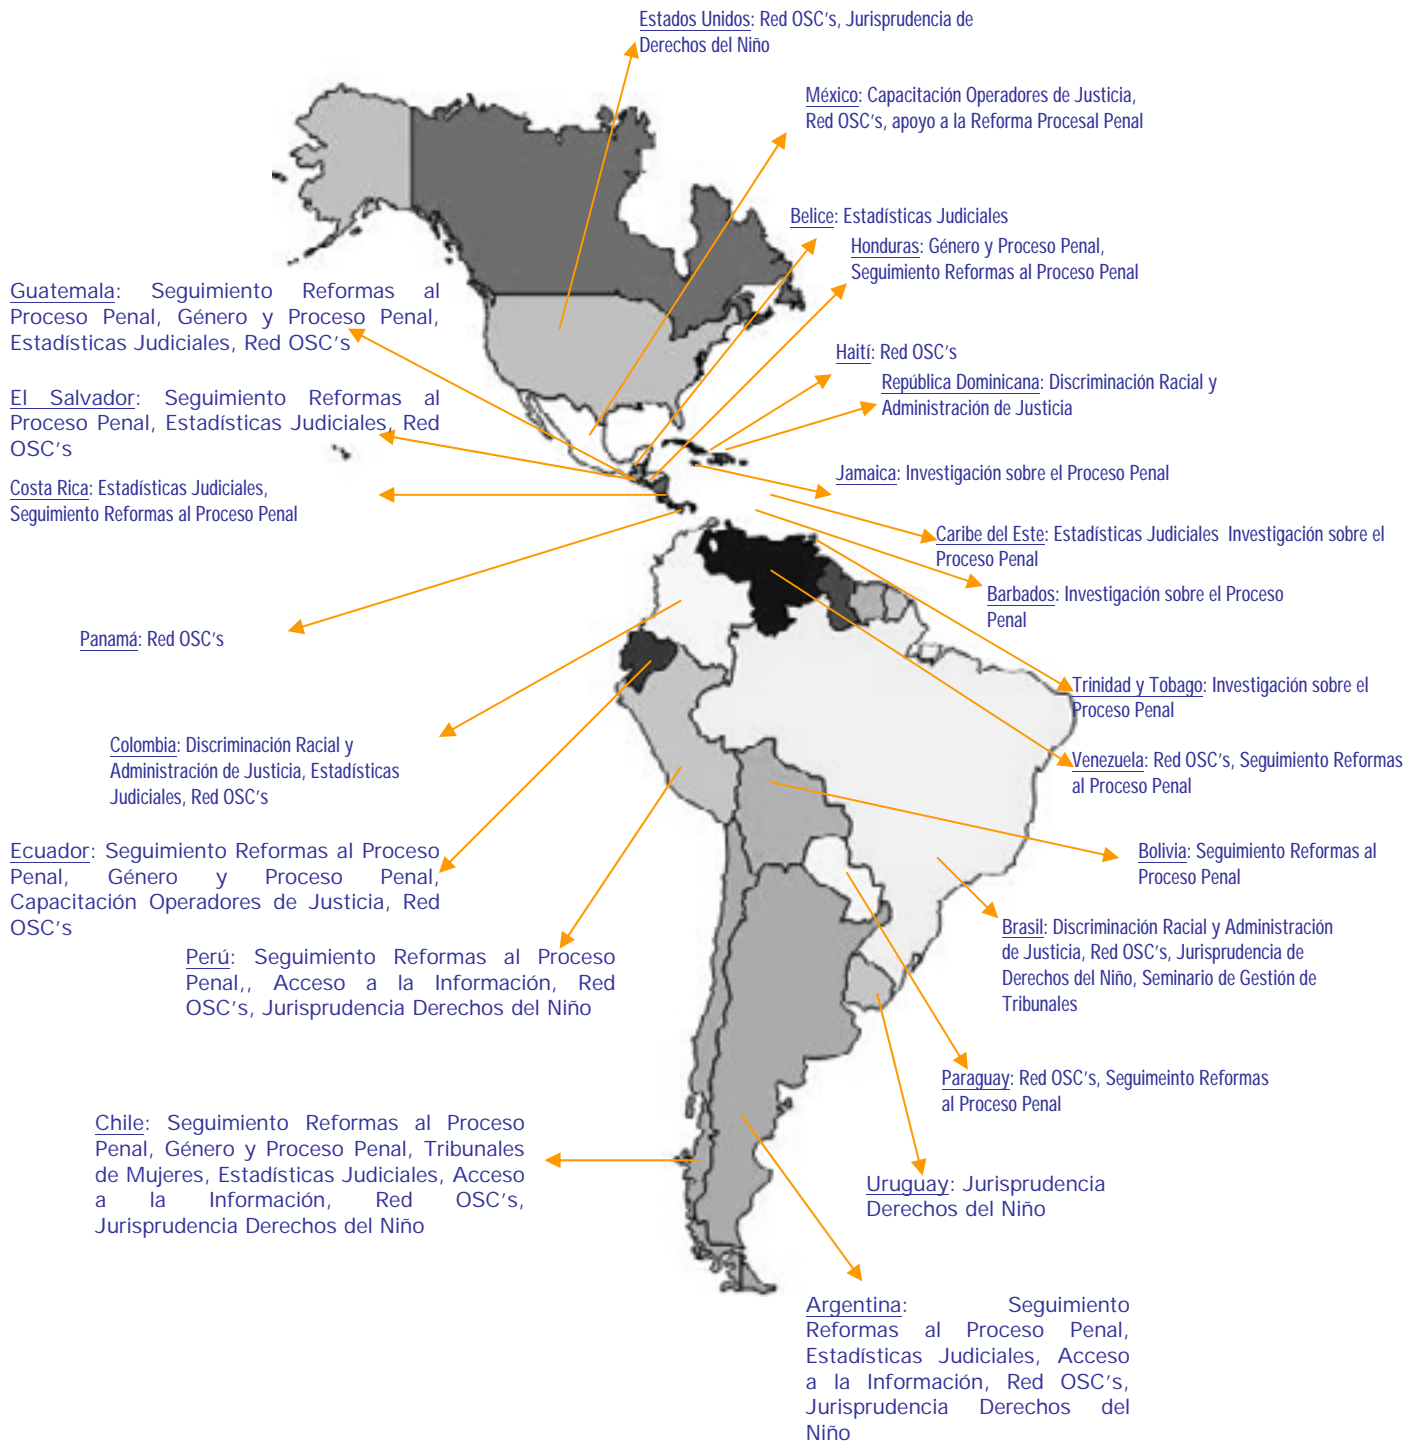 Estados Unidos: Red OSC's, Jurisprudencia de
Derechos del Niño
México: Capacitación Operadores de Justicia,
Red OSC's, apoyo a la Reforma Procesal Penal
Belice: Estadísticas Judiciales
Honduras: Género y Proceso Penal,
Seguimiento Reformas al Proceso Penal
Guatemala: Seguimiento Reformas al
Proceso Penal, Género y Proceso Penal,
Estadísticas Judiciales, Red OSC's
Haití: Red OSC's
República Dominicana: Discriminación Racial y
Administración de Justicia
El Salvador: Seguimiento Reformas al
Proceso Penal, Estadísticas Judiciales, Red
OSC's
Jamaica: Investigación sobre el Proceso Penal
Costa Rica: Estadísticas Judiciales,
Seguimiento Reformas al Proceso Penal
Caribe del Este: Estadísticas Judiciales Investigación sobre el
Proceso Penal
Barbados: Investigación sobre el Proceso
Penal
Panamá: Red OSC's
Trinidad y Tobago: Investigación sobre el
Proceso Penal
Colombia: Discriminación Racial y
Administración de Justicia, Estadísticas
Judiciales, Red OSC's
Venezuela: Red OSC's, Seguimiento Reformas
al Proceso Penal
Ecuador: Seguimiento Reformas al Proceso
Penal, Género y Proceso Penal,
Capacitación Operadores de Justicia, Red
OSC's
Bolivia: Seguimiento Reformas al
Proceso Penal
Brasil: Discriminación Racial y Administración
de Justicia, Red OSC's, Jurisprudencia de
Derechos del Niño, Seminario de Gestión de
Tribunales
Perú: Seguimiento Reformas al Proceso
Penal,, Acceso a la Información, Red
OSC's, Jurisprudencia Derechos del Niño
Paraguay: Red OSC's, Seguimeinto Reformas
al Proceso Penal
Chile: Seguimiento Reformas al Proceso
Penal, Género y Proceso Penal, Tribunales
de Mujeres, Estadísticas Judiciales, Acceso
a la Información, Red OSC's,
Jurisprudencia Derechos del Niño
Uruguay: Jurisprudencia
Derechos del Niño
Argentina: Seguimiento
Reformas al Proceso Penal,
Estadísticas Judiciales, Acceso
a la Información, Red OSC's,
Jurisprudencia Derechos del
Niño